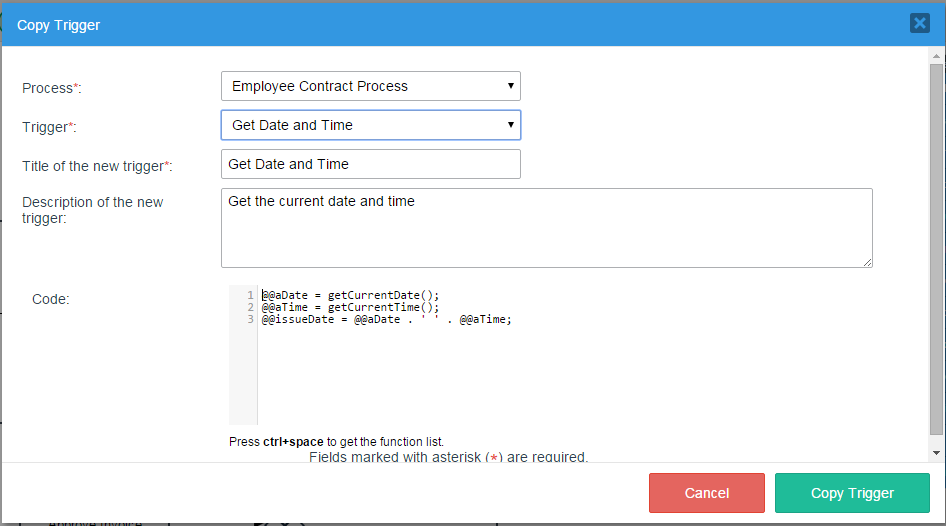 Copy Trigger
Process*:
Employee Contract Process
Trigger*:
Get Date and Time
Title of the new trigger*:
Get Date and Time
Description of the new
trigger:
Get the current date and time
Code:
1 @@aDate = getCurrentDate();
2 @@aTime = getCurrentTime();
3 @@issueDate = @@aDate . ' ' . @@aTime;
Press ctrl+space to get the function list.
Fields marked with asterisk (*) are required.
Cancel
Copy Trigger
Approve Invoice